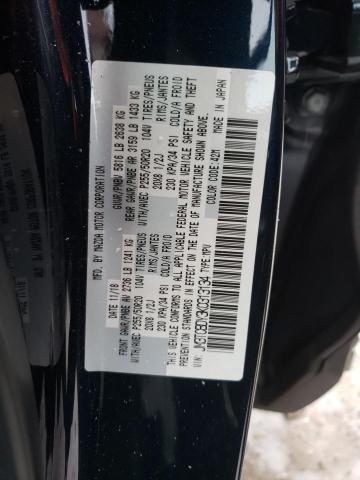 MFD. BY: MAZDA MOTOR CORPORATION
11/18 GVWR/PNBV 5816 LB 2638 KG
FRONT GAWR/PNBE AV 2736 LB 1241 KG REAR GAWR/PNBE AR 3159 LB 1433 KG
WITH/AVEC P255/50R20 104V TIRES/PNEUS WITH/AVEC P255/50R20 104V TIRES/PNEUS
20X8 1/2J RIMS/JANTES 20X8 1/2J RIMS/JANTES
230 KPA/34 PSI COLD/A FROID 230 KPA/34 PSI COLD/A FROID
THIS VEHICLE CONFORMS TO ALL APPLICABLE FEDERAL MOTOR VEHICLE SAFETY, BUMPER, AND THEFT
PREVENTION STANDARDS IN EFFECT ON THE DATE OF MANUFACTURE SHOWN ABOVE.
VIN: TYPE: MPV COLOR CODE: 42M MADE IN JAPAN